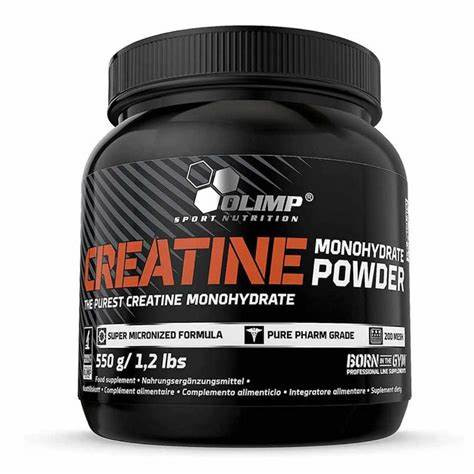 OLIMP®
SPORT NUTRITION
CREATINE
MONOHYDRATE
POWDER
THE PUREST CREATINE MONOHYDRATE
SUPER MICRONIZED FORMULA
PURE PHARM GRADE
200 MESH
550 g/ 1,2 lbs
BORN IN THE GYM
PROFESSIONAL LINE SUPPLEMENTS
Food supplement • Nahrungsergänzungsmittel •
• Complément alimentaire • Complemento alimenticio • Integratore alimentare • Suplement diety